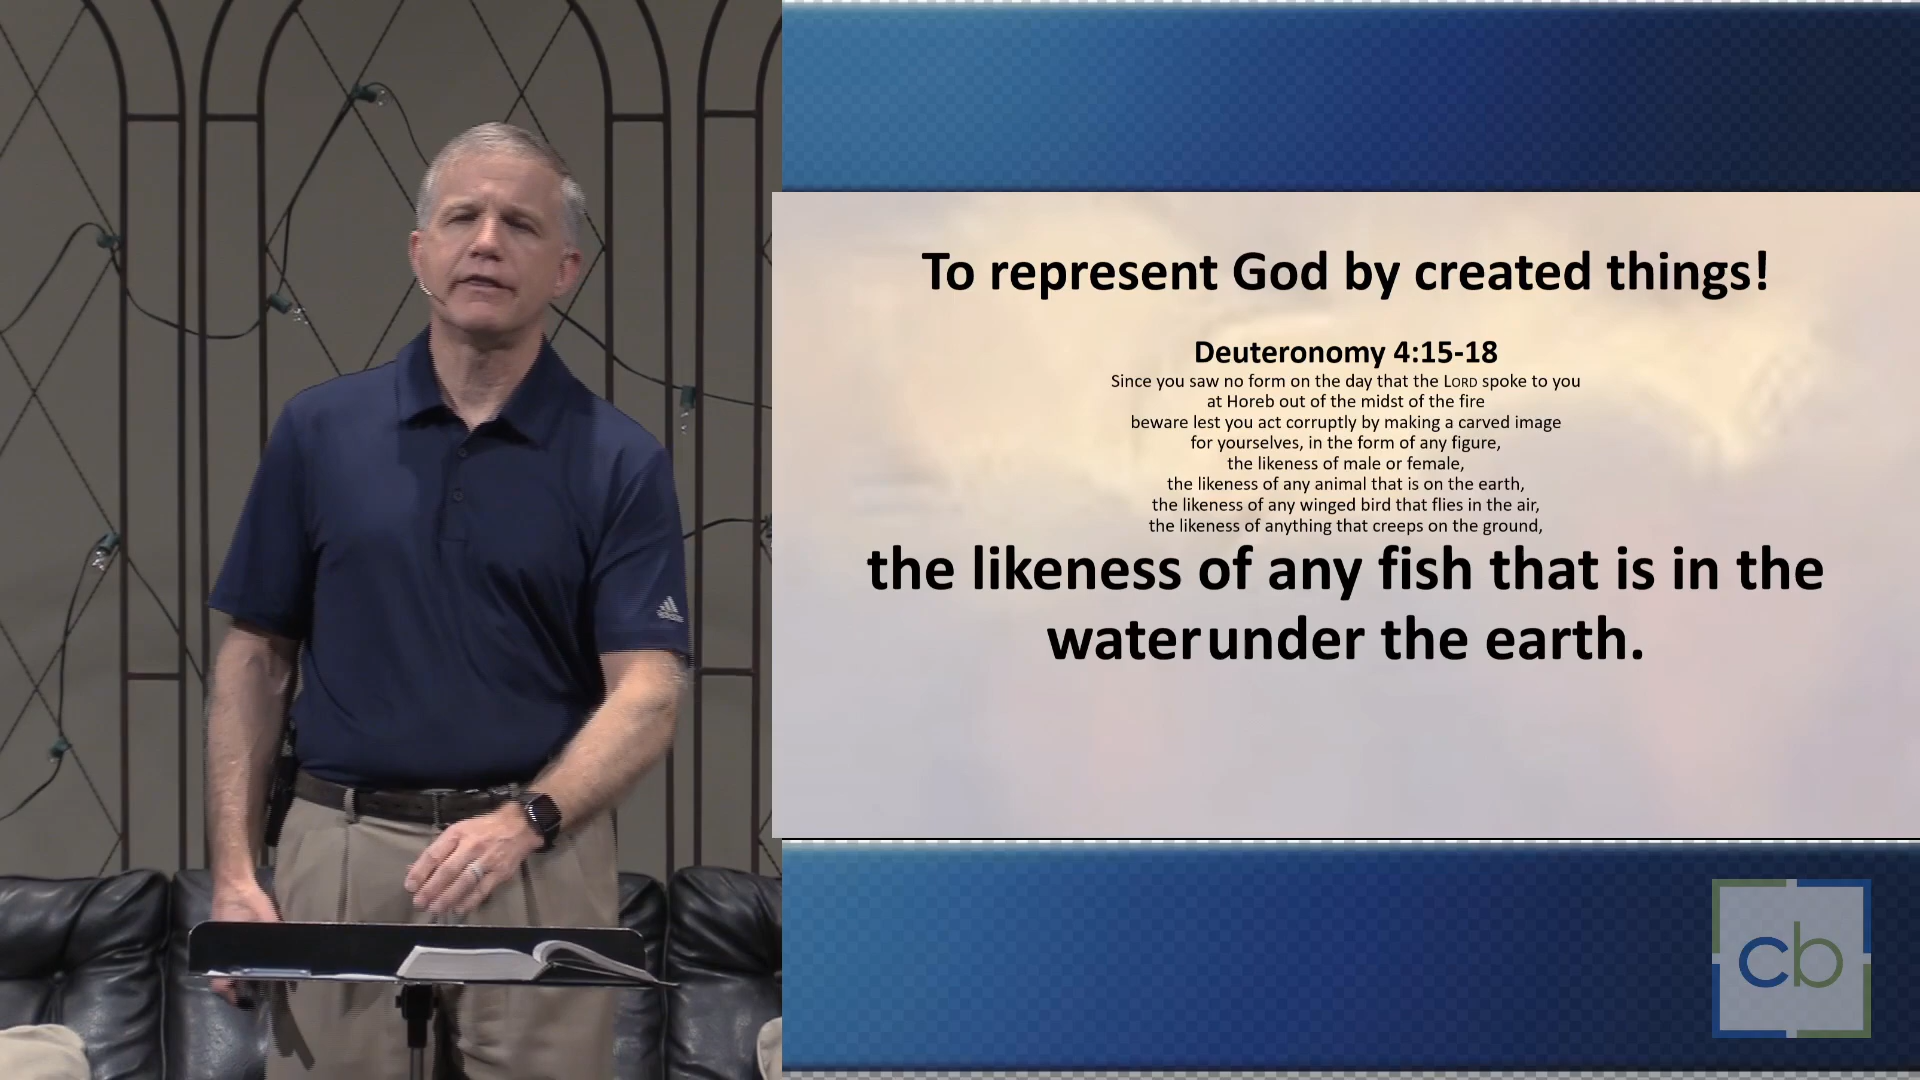 To represent God by created things!
Deuteronomy 4:15-18
Since you saw no form on the day that the LORD spoke to you
at Horeb out of the midst of the fire
beware lest you act corruptly by making a carved image
for yourselves, in the form of any figure,
the likeness of male or female,
the likeness of any animal that is on the earth,
the likeness of any winged bird that flies in the air,
the likeness of anything that creeps on the ground,
the likeness of any fish that is in the
water under the earth.
cb